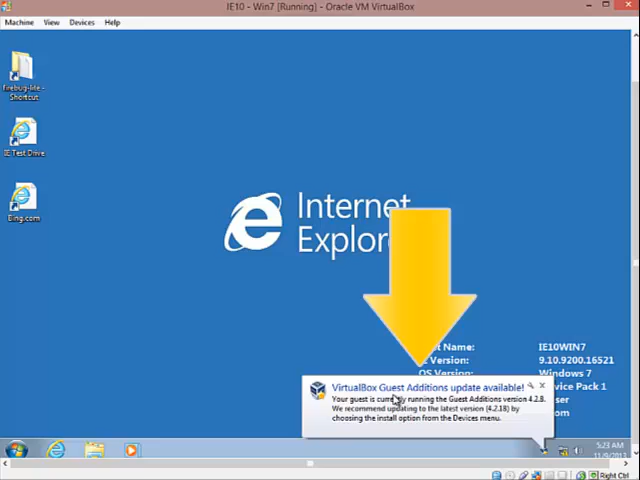 IE10 - Win7 [Running] - Oracle VM VirtualBox
Machine View Devices Help
Firebug-lite - Shortcut
IE Test Drive
Bing.com
Internet
Explor
Name:
IE10WIN7
Version:
9.10.9200.16521
OS Version:
Windows 7
vice Pack 1
ser
om
VirtualBox Guest Additions update available!
Your guest is currently running the Guest Additions version 4.2.8.
We recommend updating to the latest version (4.2.18) by
choosing the install option from the Devices menu.
5:23 AM
Right Ctrl